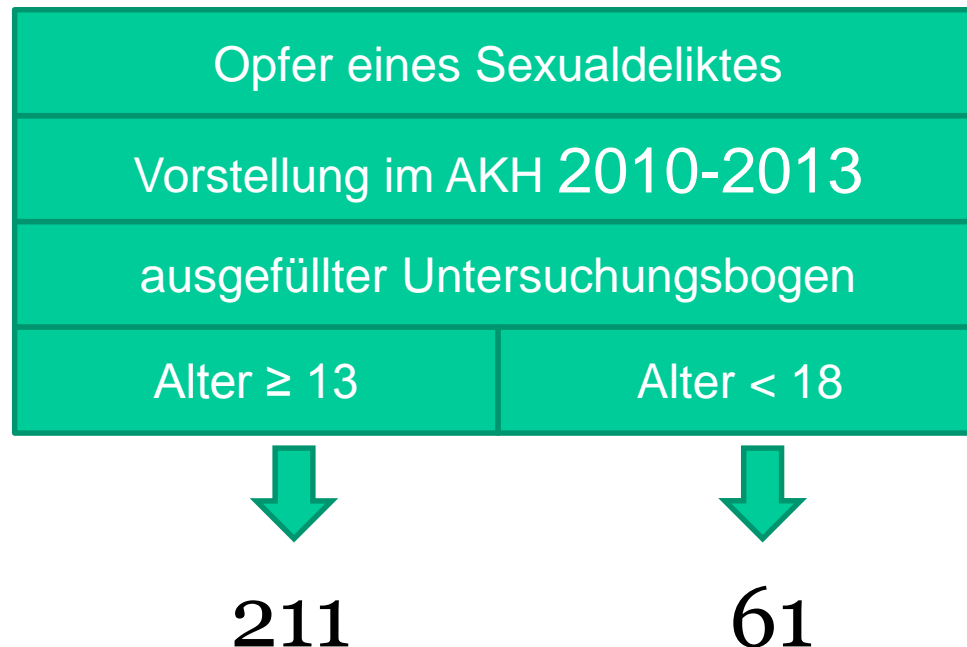 Opfer eines Sexualdeliktes
Vorstellung im AKH 2010-2013
ausgefüllter Untersuchungsbogen
Alter ≥ 13
Alter < 18
211
61